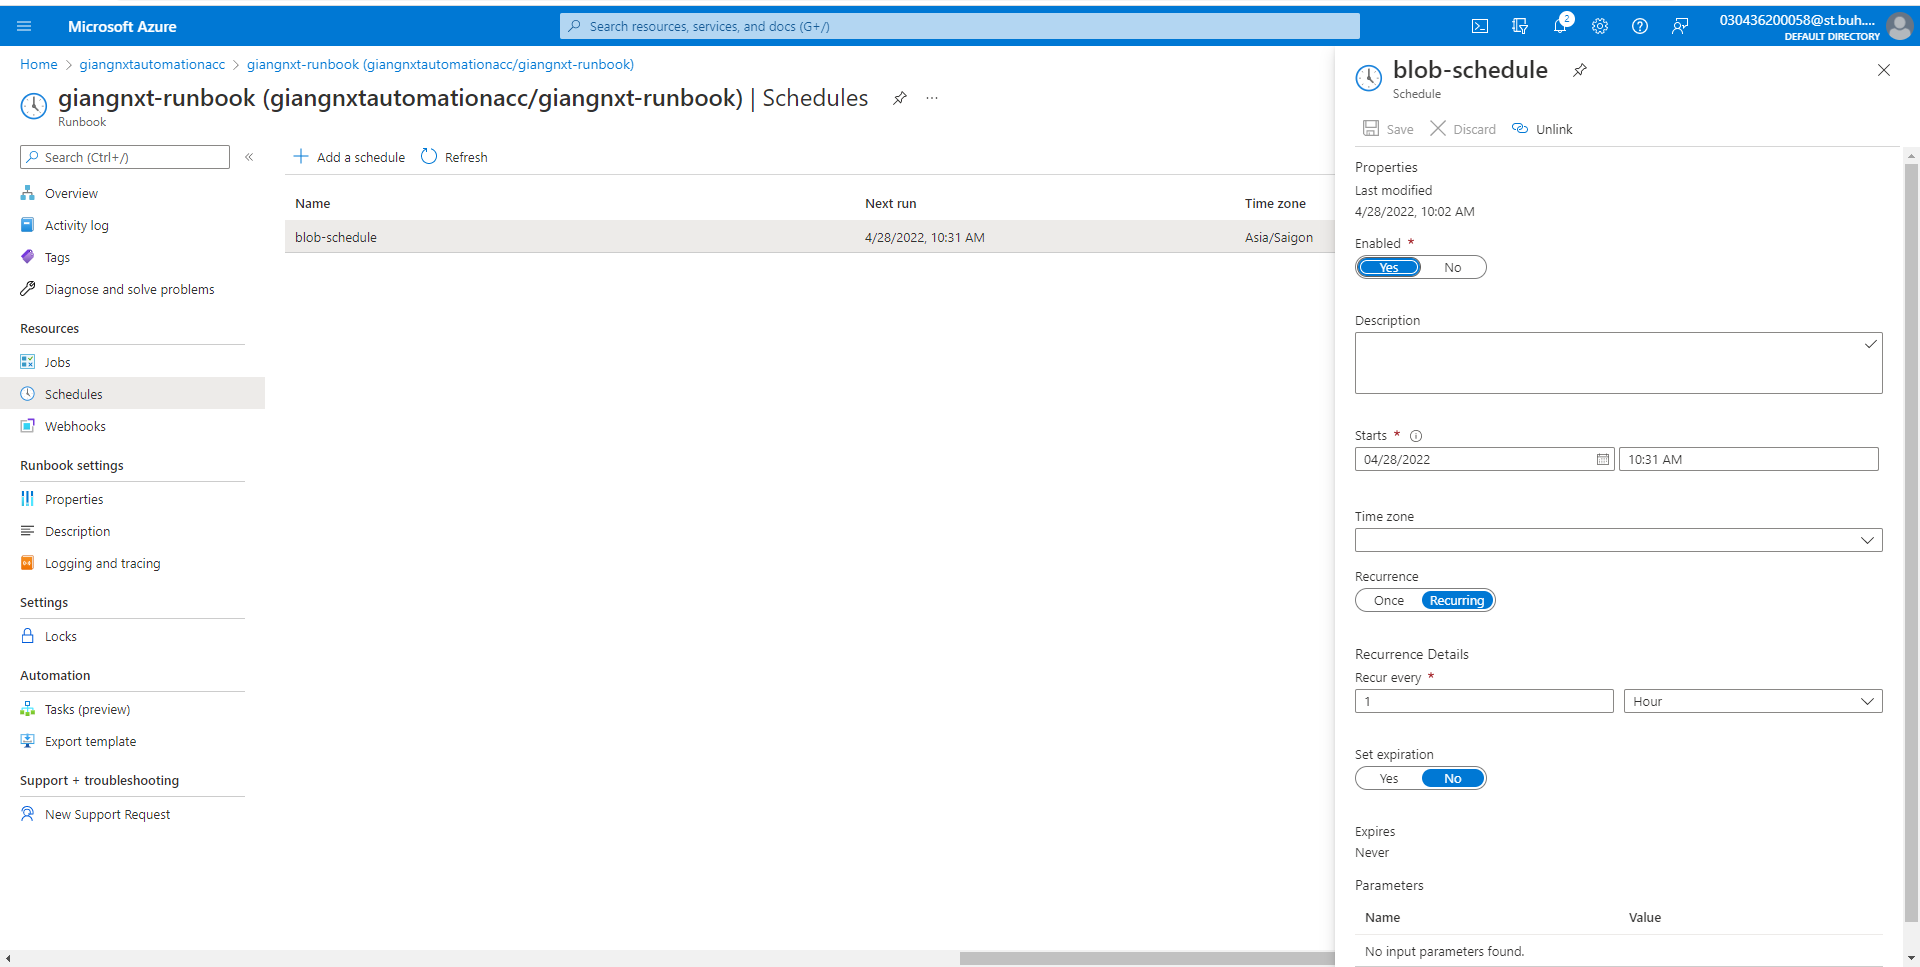 Microsoft Azure
Search resources, services, and docs (G+/)
2
030436200058@st.buh....
DEFAULT DIRECTORY
Home > giangnxtautomationacc > giangnxt-runbook (giangnxtautomationacc/giangnxt-runbook)
giangnxt-runbook (giangnxtautomationacc/giangnxt-runbook) | Schedules
Runbook
Search (Ctrl+/)
Overview
Activity log
Tags
Diagnose and solve problems
Resources
Jobs
Schedules
Webhooks
Runbook settings
Properties
Description
Logging and tracing
Settings
Locks
Automation
Tasks (preview)
Export template
Support + troubleshooting
New Support Request
Add a schedule Refresh
Name Next run Time zone
blob-schedule 4/28/2022, 10:31 AM Asia/Saigon
blob-schedule
Schedule
Save Discard Unlink
Properties
Last modified
4/28/2022, 10:02 AM
Enabled *
Yes No
Description
Starts *
04/28/2022 10:31 AM
Time zone
Recurrence
Once Recurring
Recurrence Details
Recur every *
1 Hour
Set expiration
Yes No
Expires
Never
Parameters
Name Value
No input parameters found.